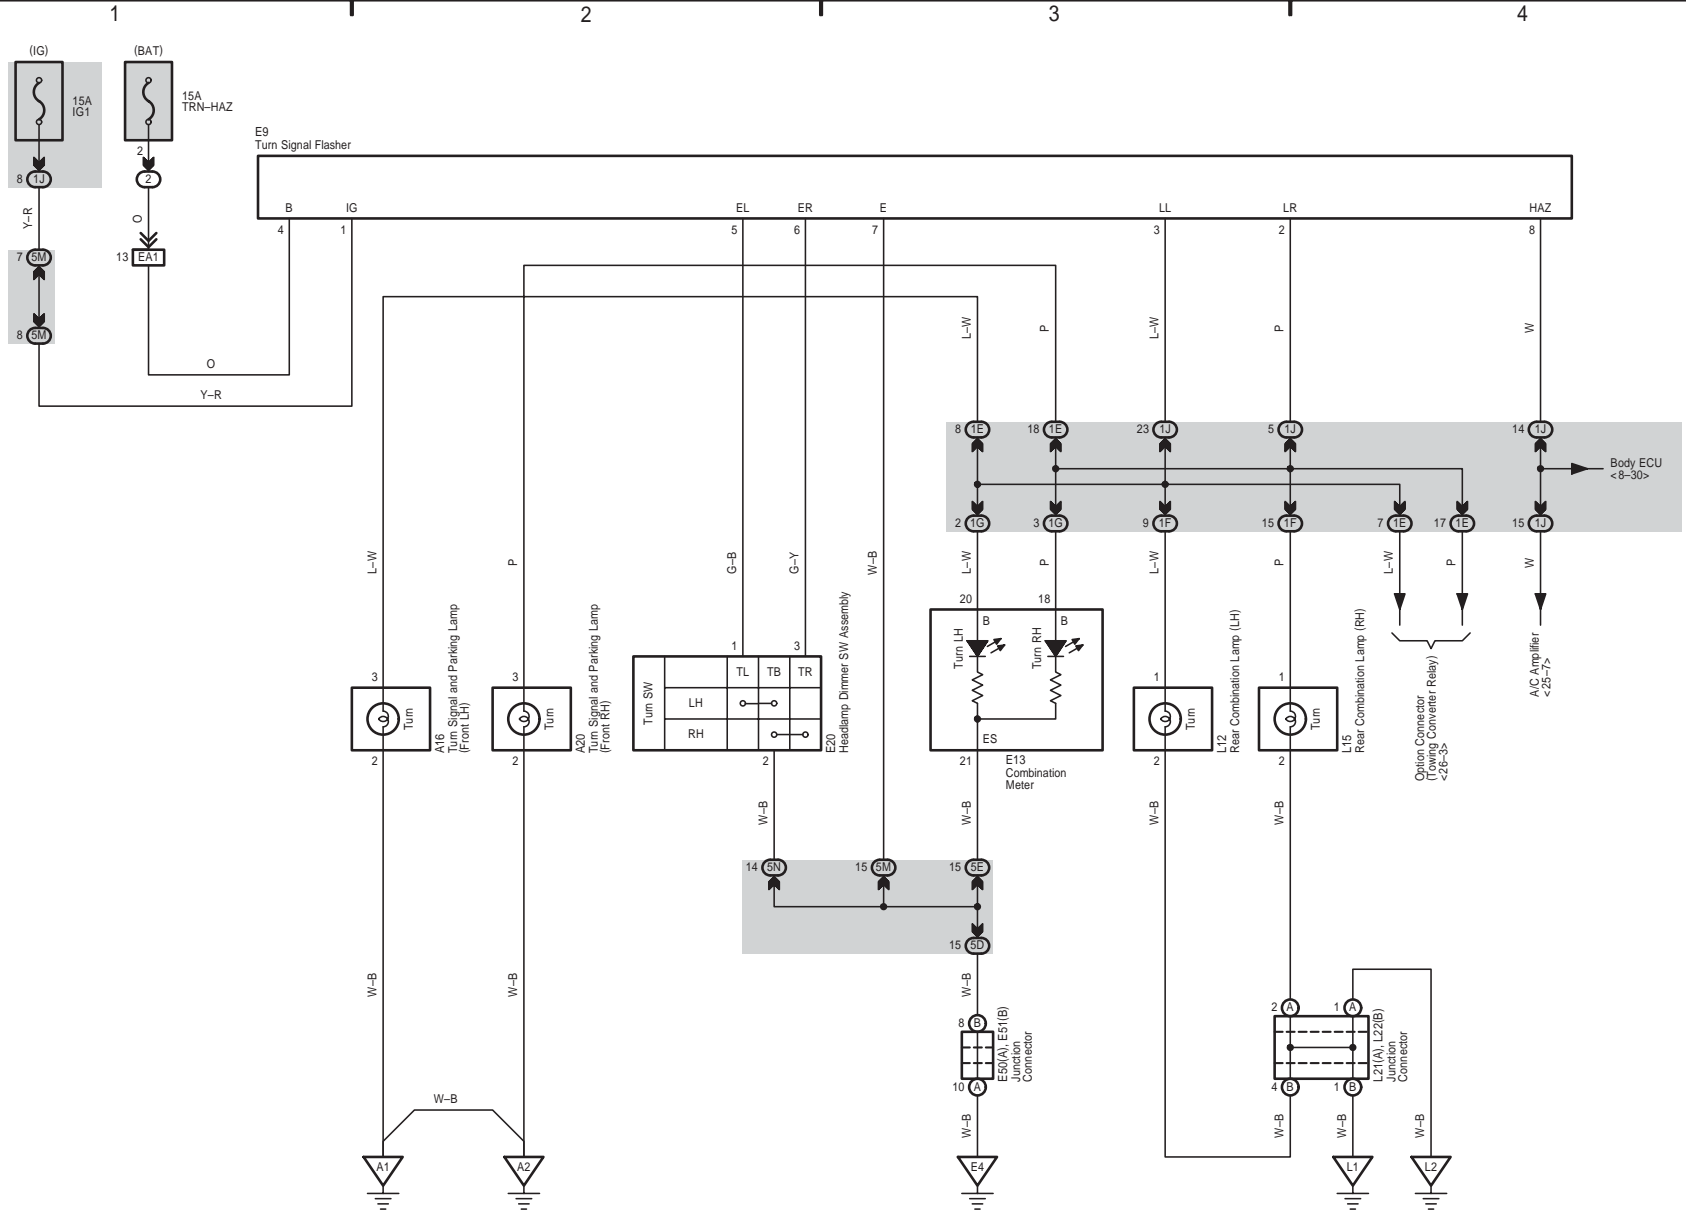 1
2
3
4
(IG)
15A
IG1
8 1J
Y–R
7 5M
8 5M
(BAT)
15A
TRN–HAZ
2
2
O
13 EA1
O
Y–R
E9
Turn Signal Flasher
B
IG
EL
ER
E
LL
LR
HAZ
4
1
5
6
7
3
2
8
L–W
P
L–W
P
W
8 1E
18 1E
23 1J
5 1J
14 1J
Body ECU
<8–30>
2 1G
3 1G
9 1F
15 1F
7 1E
17 1E
15 1J
L–W
P
G–B
G–Y
W–B
L–W
P
L–W
P
L–W
P
W
3
Turn
2
A16
Turn Signal and Parking Lamp
(Front LH)
3
Turn
2
A20
Turn Signal and Parking Lamp
(Front RH)
1
3
Turn SW
TL
TB
TR
LH
RH
2
E20
Headlamp Dimmer SW Assembly
20
18
B
B
Turn LH
Turn RH
ES
21
E13
Combination
Meter
1
Turn
2
L12
Rear Combination Lamp (LH)
1
Turn
2
L15
Rear Combination Lamp (RH)
Option Connector
(Towing Converter Relay)
<26–3>
A/C Amplifier
<25–7>
W–B
W–B
W–B
W–B
14 5N
15 5M
15 5E
15 5D
W–B
W–B
W–B
8 B
10 A
E50(A), E51(B)
Junction
Connector
2 A
1 A
4 B
1 B
L21(A), L22(B)
Junction
Connector
W–B
W–B
W–B
W–B
W–B
A1
A2
E4
L1
L2